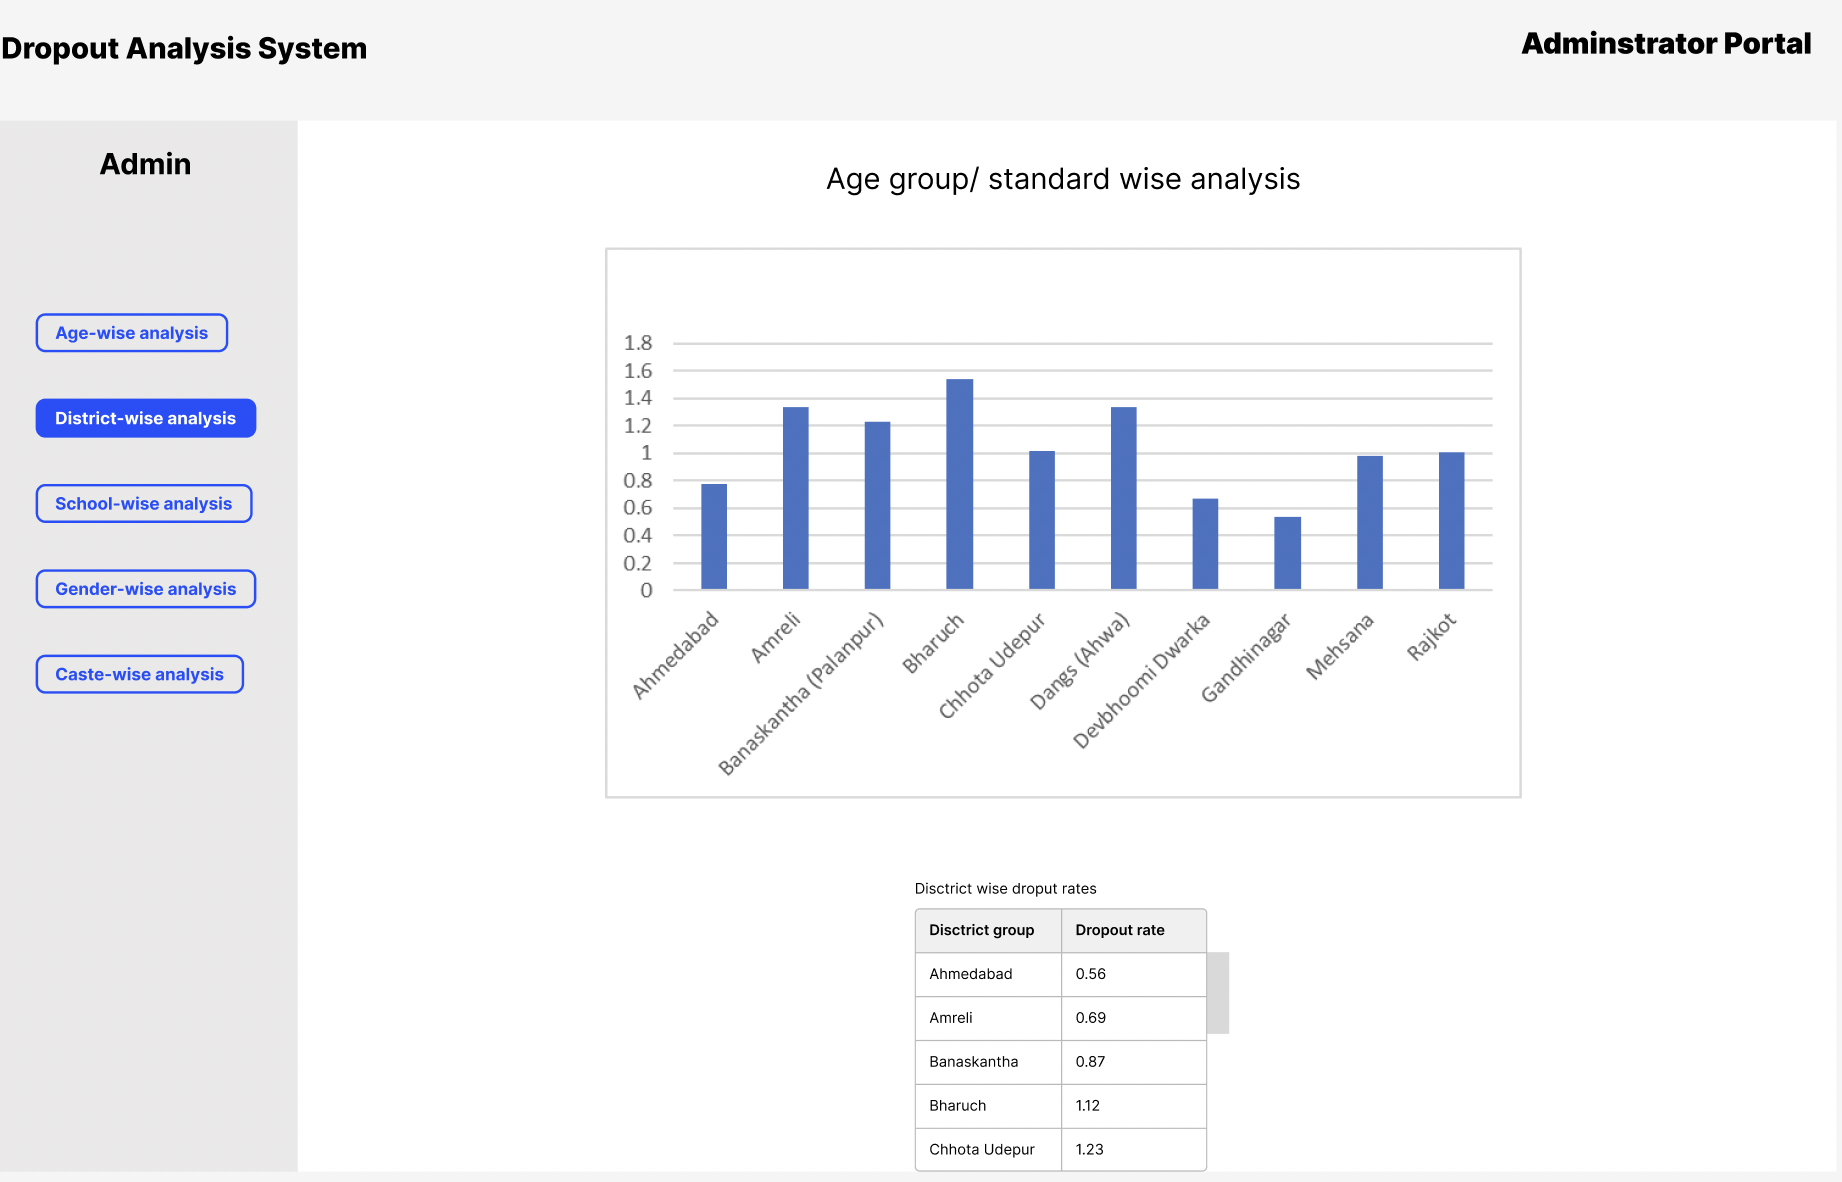 Dropout Analysis System
Adminstrator Portal
Admin
Age-wise analysis
District-wise analysis
School-wise analysis
Gender-wise analysis
Caste-wise analysis
Age group/ standard wise analysis
1.8
1.6
1.4
1.2
1
0.8
0.6
0.4
0.2
0
Ahmedabad
Amreli
Banaskantha (Palanpur)
Bharuch
Chhota Udepur
Dangs (Ahwa)
Devbhoomi Dwarka
Gandhinagar
Mehsana
Rajkot
Disctrict wise droput rates
Disctrict group Dropout rate
Ahmedabad 0.56
Amreli 0.69
Banaskantha 0.87
Bharuch 1.12
Chhota Udepur 1.23